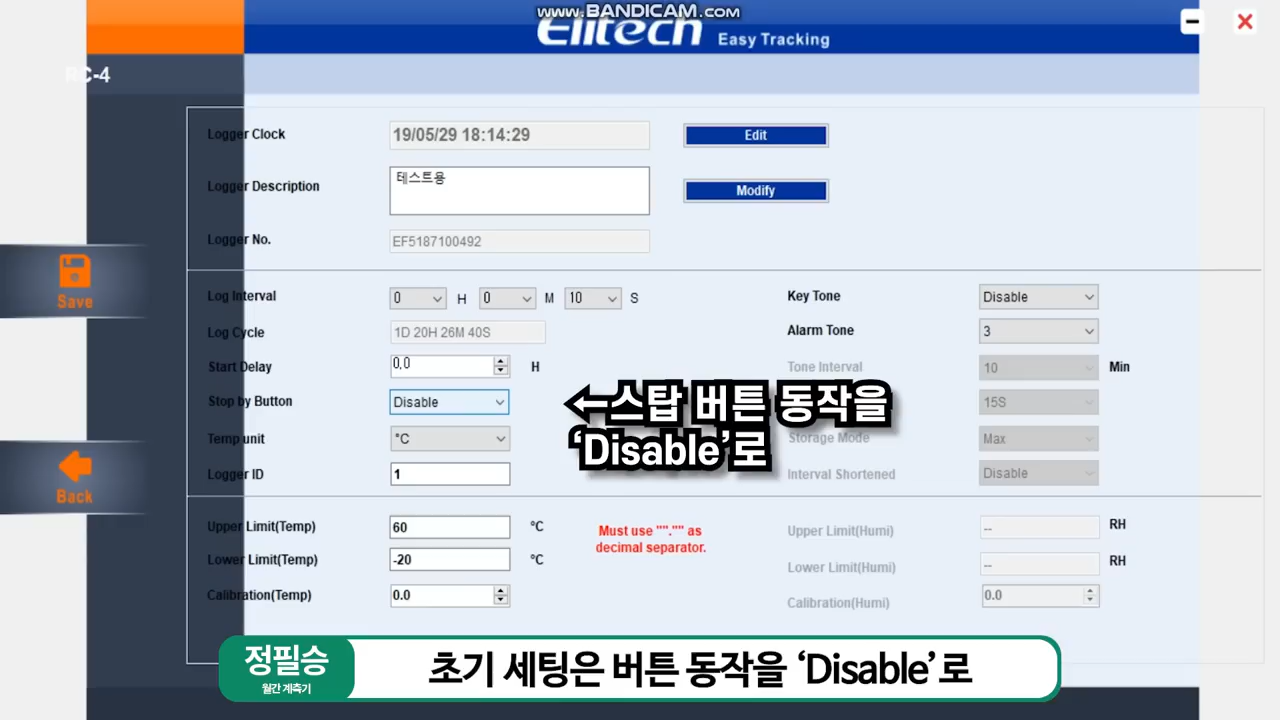 www.BANDICAM.com
Elitech Easy Tracking
RC-4
Logger Clock 19/05/29 18:14:29 Edit
Logger Description 테스트용 Modify
Logger No. EF5187100492
Save
Log Interval 0 H 0 M 10 S Key Tone Disable
Log Cycle 1D 20H 26M 40S Alarm Tone 3
Start Delay 0,0 H Tone Interval 10 Min
Stop by Button Disable ←스탑 버튼 동작을 15S
‘Disable’로
Temp unit °C Storage Mode Max
Logger ID 1 Interval Shortened Disable
Back
Upper Limit(Temp) 60 °C Must use ""."" as Upper Limit(Humi) -- RH
decimal separator.
Lower Limit(Temp) -20 °C Lower Limit(Humi) -- RH
Calibration(Temp) 0.0 Calibration(Humi) 0.0
정필승 초기 세팅은 버튼 동작을 ‘Disable’로
월간 계측기